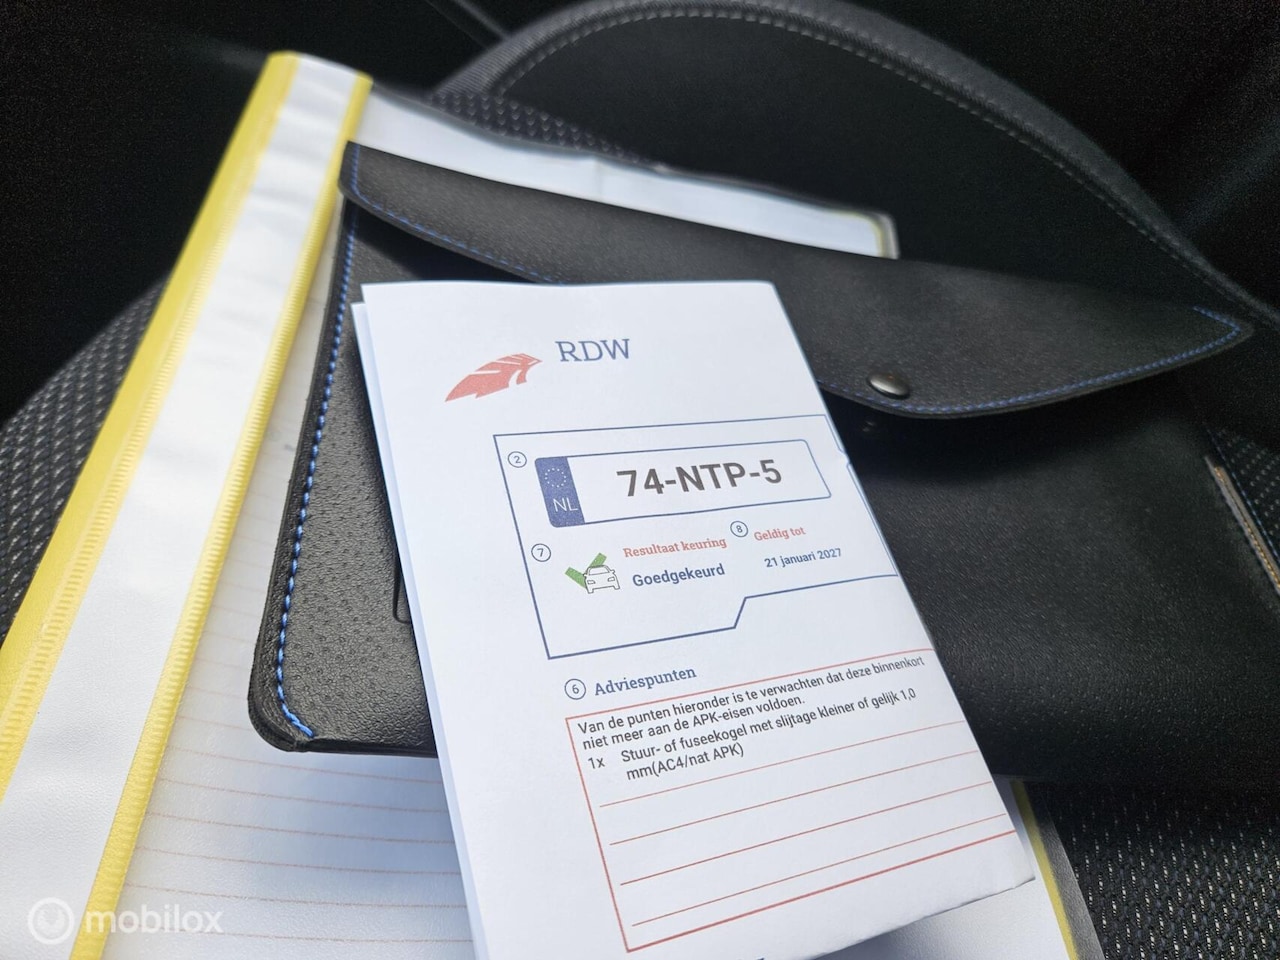 RDW
2
NL
74-NTP-5
7
Resultaat keuring
Goedgekeurd
8
Geldig tot
21 januari 2027
6 Adviespunten
Van de punten hieronder is te verwachten dat deze binnenkort
niet meer aan de APK-eisen voldoen.
1x Stuur- of fuseekogel met slijtage kleiner of gelijk 1,0
mm(AC4/nat APK)
mobilox